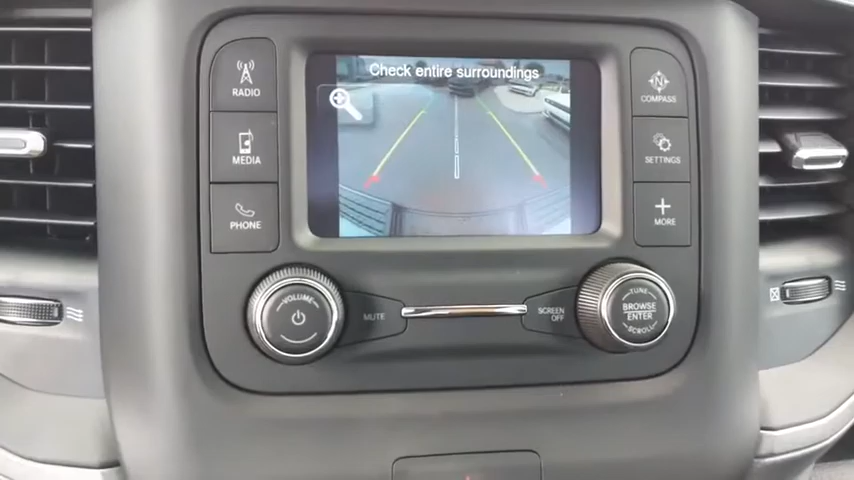 Check entire surroundings
RADIO
MEDIA
PHONE
N
COMPASS
SETTINGS
MORE
VOLUME
MUTE
SCREEN
OFF
TUNE
BROWSE
ENTER
SCROLL